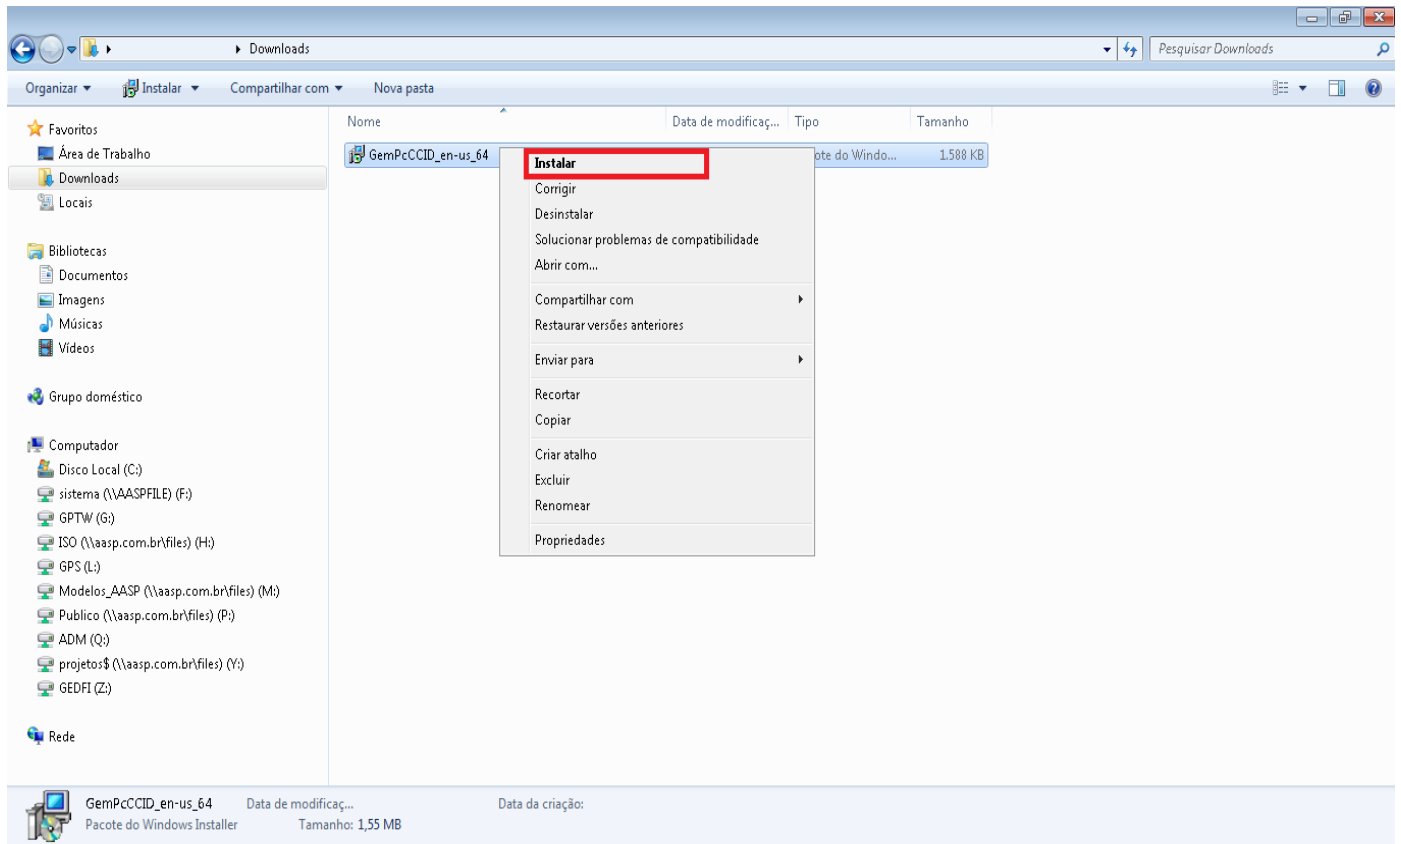 Downloads
Pesquisar Downloads
Organizar
Instalar
Compartilhar com
Nova pasta
Favoritos
Área de Trabalho
Downloads
Locais
Bibliotecas
Documentos
Imagens
Músicas
Vídeos
Grupo doméstico
Computador
Disco Local (C:)
sistema (\\AASPFILE) (F:)
GPTW (G:)
ISO (\\aasp.com.br\files) (H:)
GPS (L:)
Modelos_AASP (\\aasp.com.br\files) (M:)
Publico (\\aasp.com.br\files) (P:)
ADM (Q:)
projetos$ (\\aasp.com.br\files) (Y:)
GEDFI (Z:)
Rede
Nome
Data de modificaç...
Tipo
Tamanho
GemPcCCID_en-us_64
ote do Windo...
1.588 KB
Instalar
Corrigir
Desinstalar
Solucionar problemas de compatibilidade
Abrir com...
Compartilhar com
Restaurar versões anteriores
Enviar para
Recortar
Copiar
Criar atalho
Excluir
Renomear
Propriedades
GemPcCCID_en-us_64
Data de modificaç...
Data da criação:
Pacote do Windows Installer
Tamanho: 1,55 MB